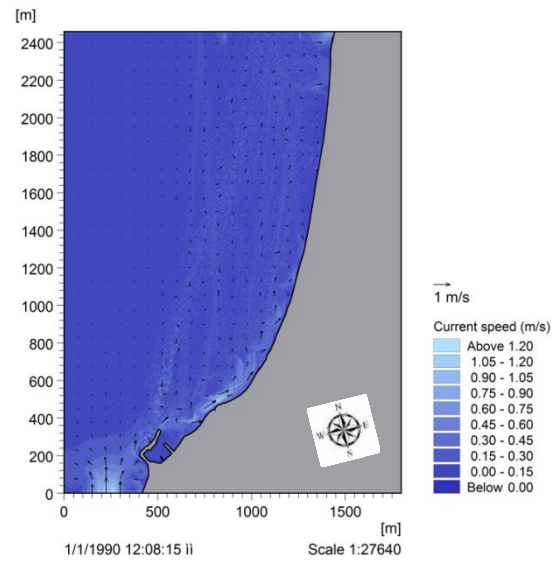 [m]
2400
2200
2000
1800
1600
1400
1200
1000
800
600
400
200
0
0 500 1000 1500
[m]
1/1/1990 12:08:15 ìì Scale 1:27640
N
W E
S
1 m/s
Current speed (m/s)
Above 1.20
1.05 - 1.20
0.90 - 1.05
0.75 - 0.90
0.60 - 0.75
0.45 - 0.60
0.30 - 0.45
0.15 - 0.30
0.00 - 0.15
Below 0.00